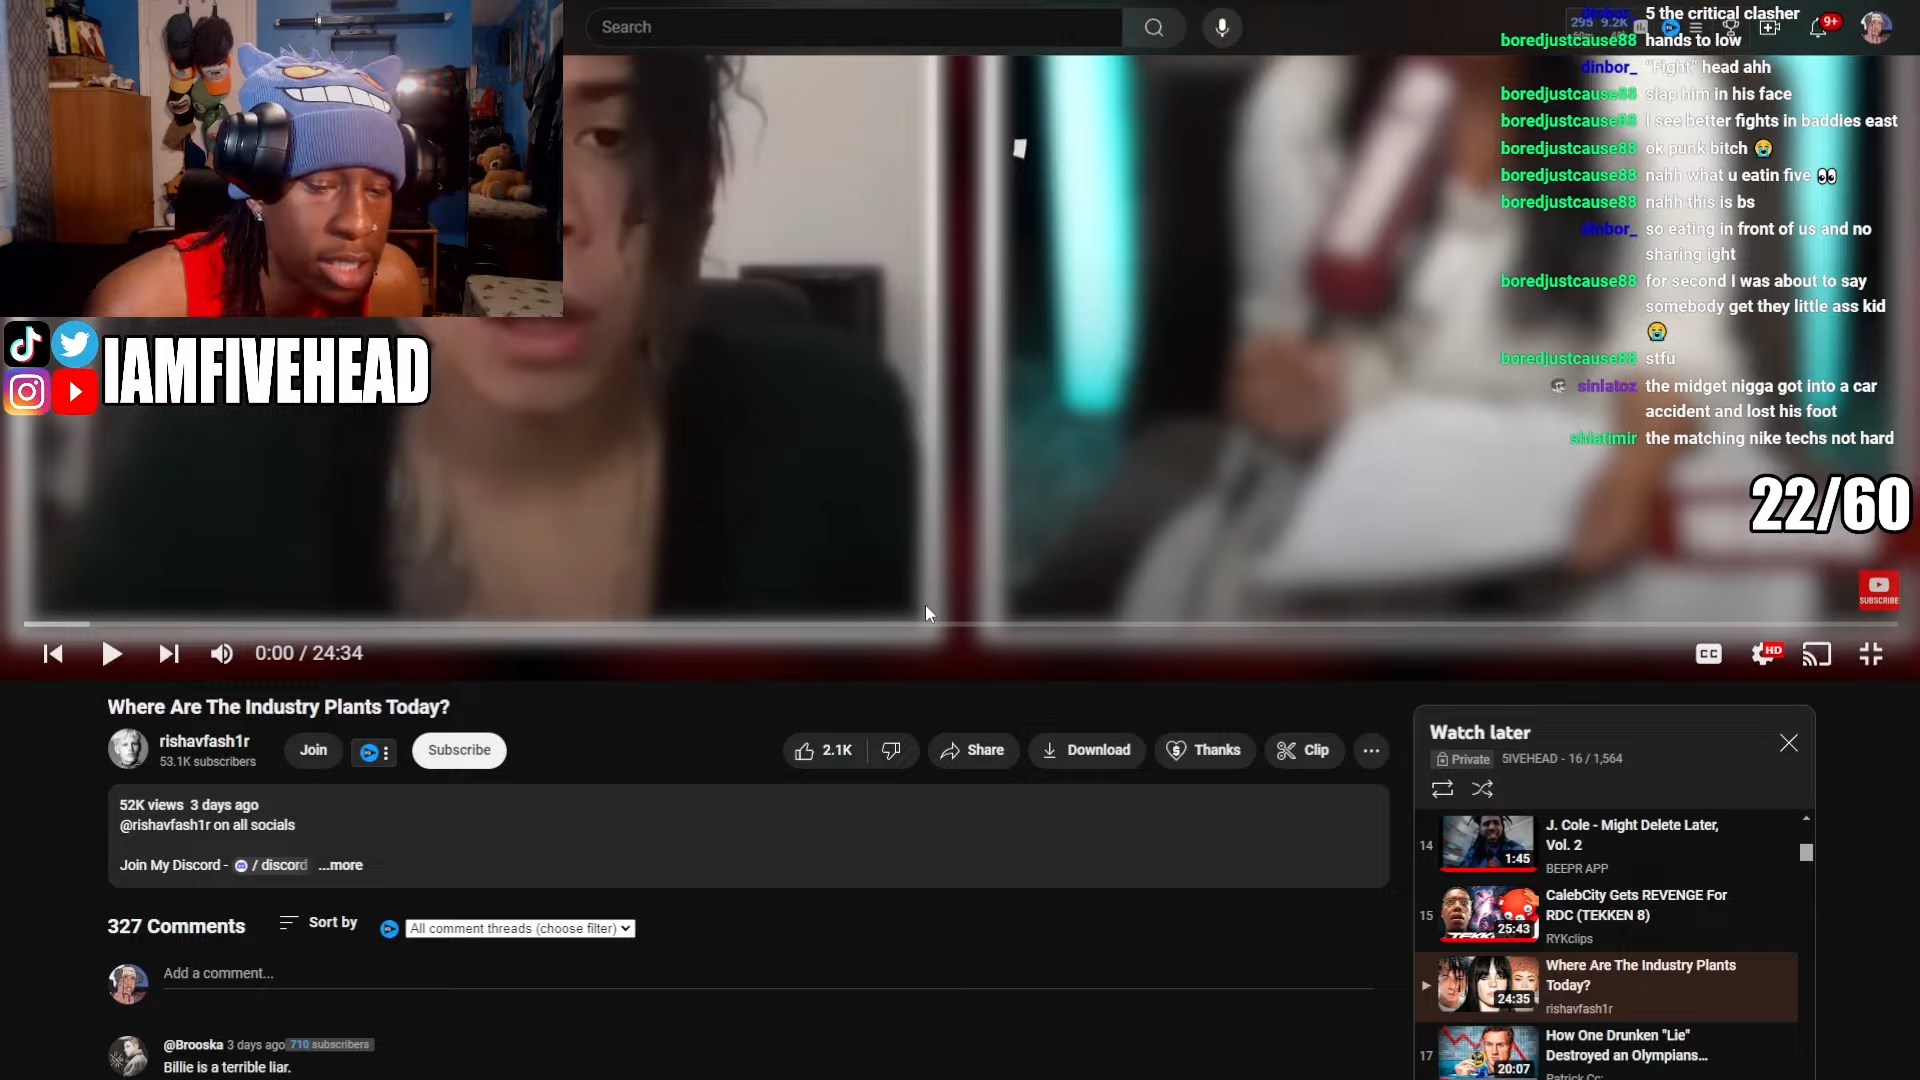 Search
295 9.2K
9+
dinbor_ 5 the critical clasher
boredjustcause88 hands to low
dinbor_ "Fight" head ahh
boredjustcause88 slap him in his face
boredjustcause88 I see better fights in baddies east
boredjustcause88 ok punk bitch 😭
boredjustcause88 nahh what u eatin five 👀
boredjustcause88 nahh this is bs
dinbor_ so eating in front of us and no
sharing ight
boredjustcause88 for second I was about to say
somebody get they little ass kid
😭
boredjustcause88 stfu
sinlatoz the midget nigga got into a car
accident and lost his foot
shlatimir the matching nike techs not hard
IAMFIVEHEAD
22/60
SUBSCRIBE
0:00 / 24:34
CC
HD
Where Are The Industry Plants Today?
rishavfash1r
53.1K subscribers
Join
Subscribe
2.1K
Share
Download
Thanks
Clip
52K views 3 days ago
@rishavfash1r on all socials
Join My Discord - / discord ...more
327 Comments
Sort by
All comment threads (choose filter)
Add a comment...
@Brooska 3 days ago 710 subscribers
Billie is a terrible liar.
Watch later
Private 5IVEHEAD - 16 / 1,564
14
1:45
J. Cole - Might Delete Later,
Vol. 2
BEEPR APP
15
25:43
CalebCity Gets REVENGE For
RDC (TEKKEN 8)
RYKclips
24:35
Where Are The Industry Plants
Today?
rishavfash1r
17
20:07
How One Drunken "Lie"
Destroyed an Olympians...
Patrick Cc: